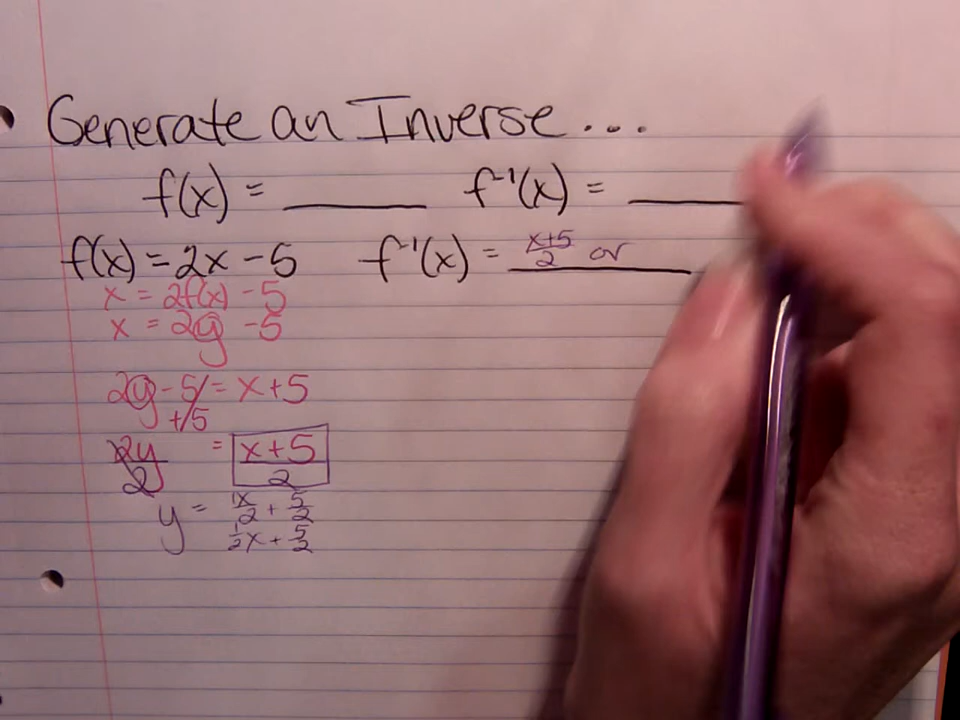 Generate an Inverse...
f(x) = ______ f⁻¹(x) = ______
f(x) = 2x - 5 f⁻¹(x) = x+5/2 or
x = 2f(x) - 5
x = 2y - 5
2y - 5 = x + 5
+5
2y/2 = x+5/2
y = 1x/2 + 5/2
1/2x + 5/2